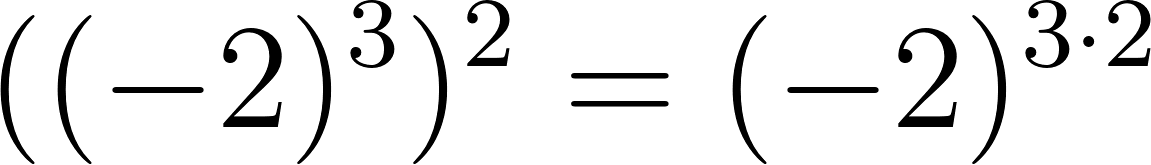 ((−2)³)² = (−2)³˙²